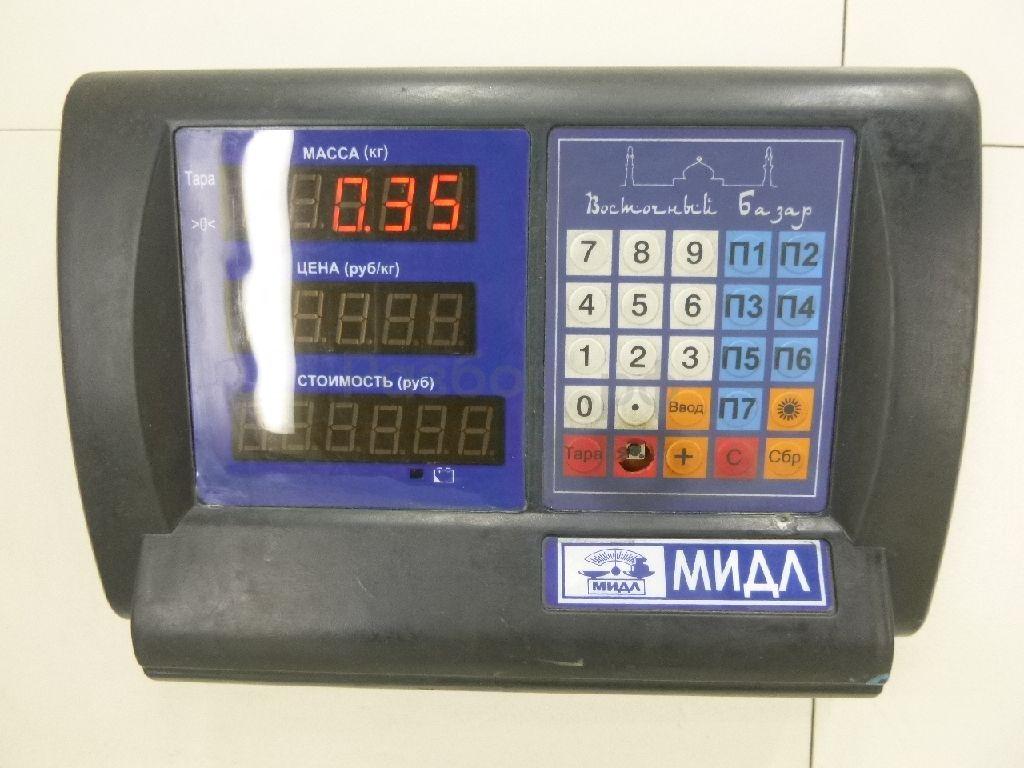 МАССА (кг)
Тара
0.35
>0<
ЦЕНА (руб/кг)
СТОИМОСТЬ (руб)
Восточный Базар
7 8 9 П1 П2
4 5 6 П3 П4
1 2 3 П5 П6
0 . Ввод П7
Тара + С Сбр
МИДЛ
МИДЛ